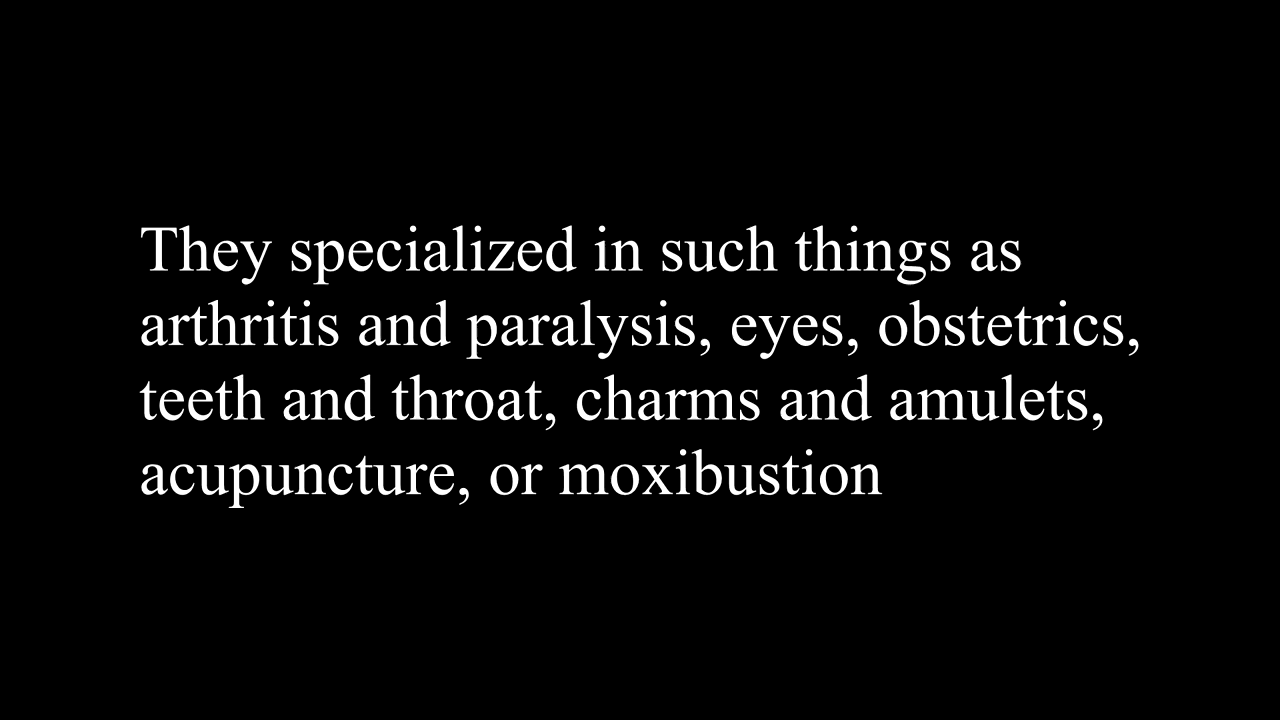 They specialized in such things as
arthritis and paralysis, eyes, obstetrics,
teeth and throat, charms and amulets,
acupuncture, or moxibustion